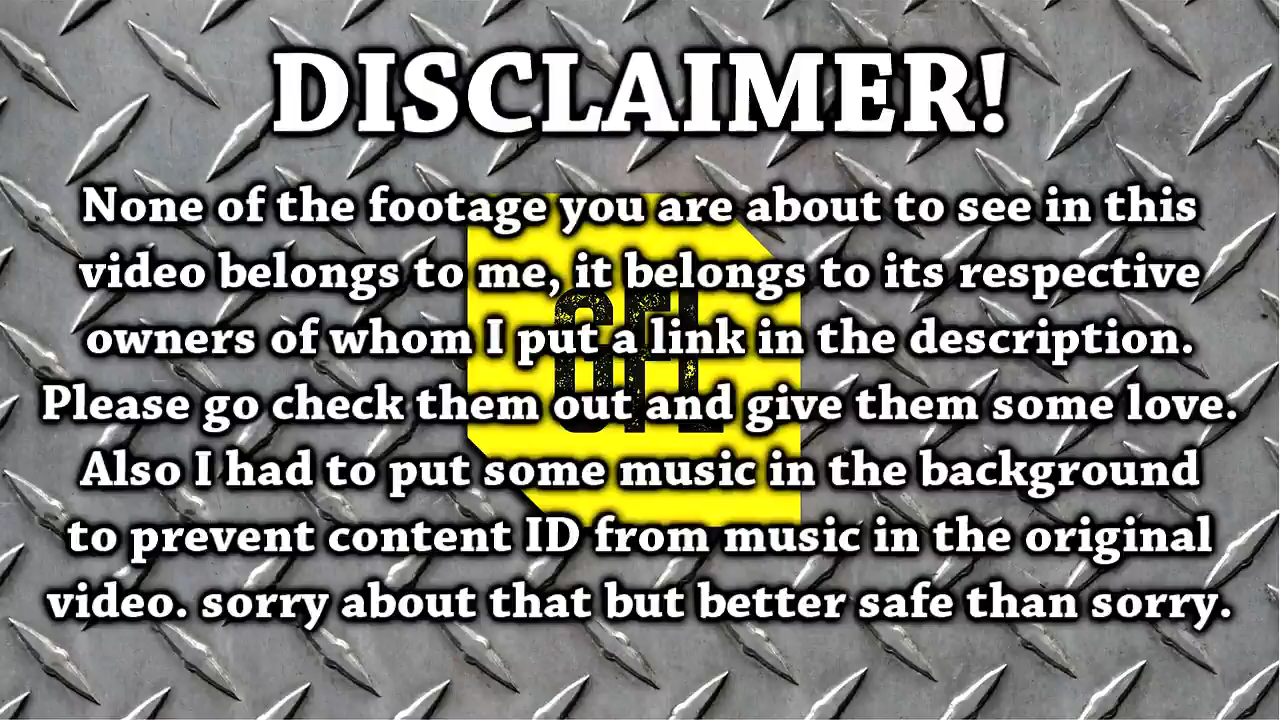 DISCLAIMER!
None of the footage you are about to see in this
video belongs to me, it belongs to its respective
owners of whom I put a link in the description.
Please go check them out and give them some love.
Also I had to put some music in the background
to prevent content ID from music in the original
video. sorry about that but better safe than sorry.